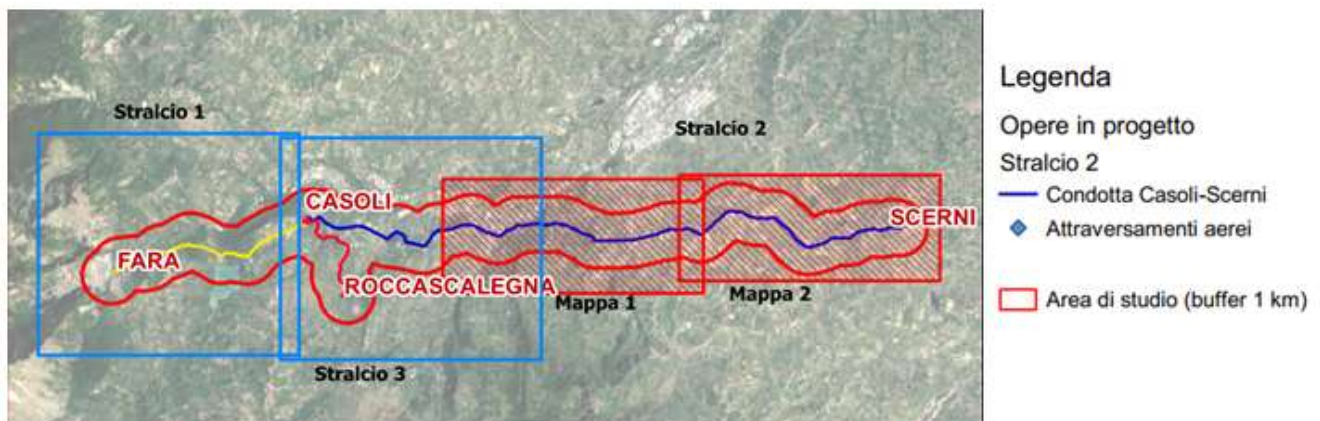 Stralcio 1
Stralcio 2
CASOLI
SCERNI
FARA
ROCCASCALEGNA
Mappa 1
Mappa 2
Stralcio 3
Legenda
Opere in progetto
Stralcio 2
Condotta Casoli-Scerni
Attraversamenti aerei
Area di studio (buffer 1 km)